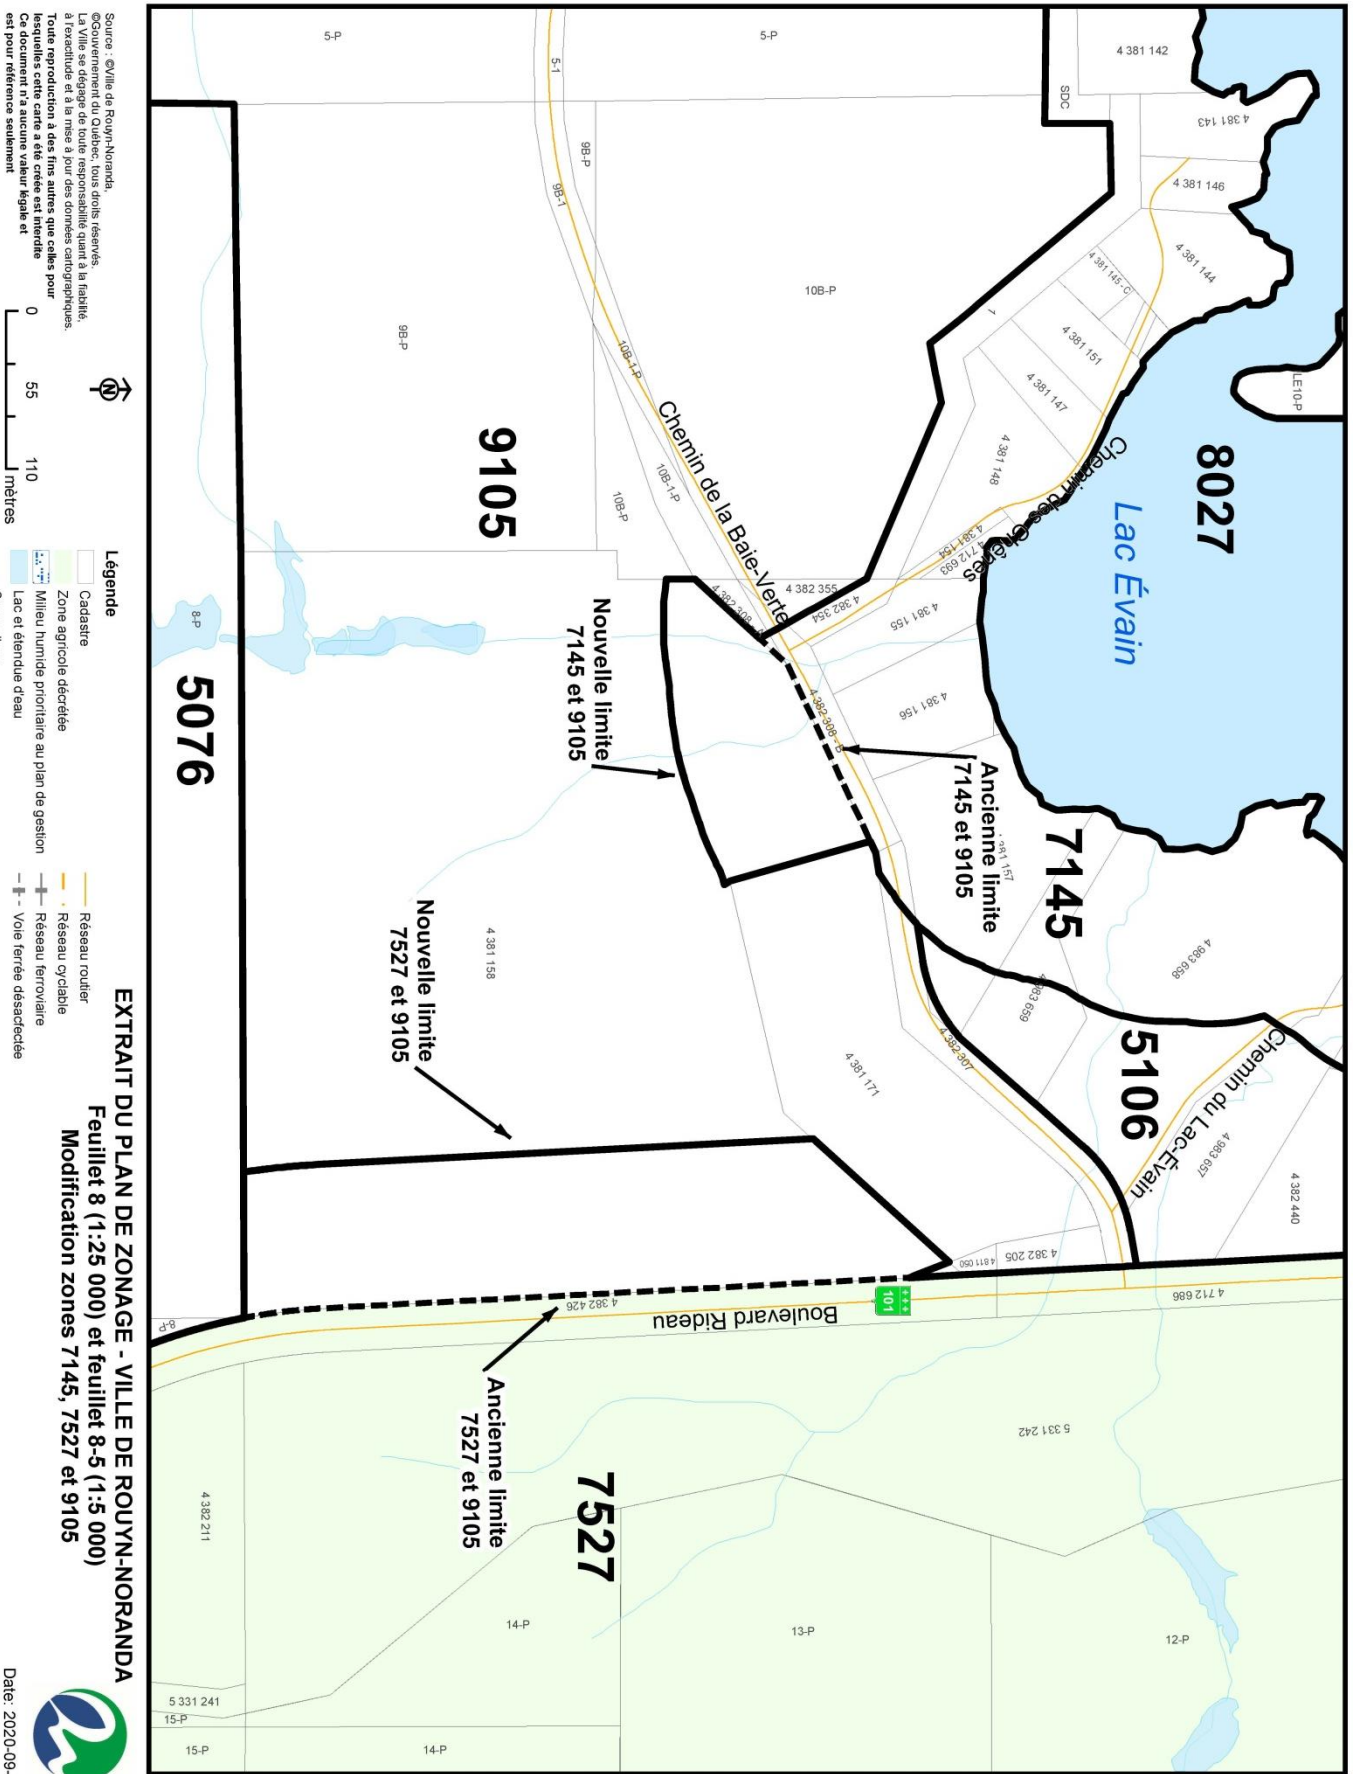 5-P
5-P
5-1
4 381 142
SDC
4 381 143
4 381 146
4 381 144
4 381 145 - C
4 381 151
4 381 147
4 381 148
9B-P
9B-1
10B-P
9B-P
10B-1-P
10B-1-P
10B-P
LE10-P
8027
Lac Évain
Chemin des Chênes
4 381 154
4 712 693
Chemin de la Baie-Verte
9105
4 382 355
4 382 354
4 381 155
4 381 156
4 382 308 - B
8-P
5076
Nouvelle limite
7145 et 9105
Ancienne limite
7145 et 9105
7145
4 983 658
4 983 659
4 382 307
5106
Chemin du Lac-Évain
4 983 657
4 382 440
4 381 158
4 381 171
Nouvelle limite
7527 et 9105
4 382 205
4 811 050
101
Boulevard Rideau
4 382 426
4 712 686
8-P
Ancienne limite
7527 et 9105
7527
5 331 242
4 382 211
14-P
13-P
12-P
5 331 241
15-P
15-P
14-P
Source : ©Ville de Rouyn-Noranda,
©Gouvernement du Québec, tous droits réservés.
La Ville se dégage de toute responsabilité quant à la fiabilité,
à l'exactitude et à la mise à jour des données cartographiques.
Toute reproduction à des fins autres que celles pour
lesquelles cette carte a été créée est interdite
Ce document n'a aucune valeur légale et
est pour référence seulement
N
0 55 110
mètres
Légende
Cadastre
Zone agricole décrétée
Milieu humide prioritaire au plan de gestion
Lac et étendue d'eau
Réseau routier
Réseau cyclable
Réseau ferroviaire
Voie ferrée désaffectée
EXTRAIT DU PLAN DE ZONAGE - VILLE DE ROUYN-NORANDA
Feuillet 8 (1:25 000) et feuillet 8-5 (1:5 000)
Modification zones 7145, 7527 et 9105
Date: 2020-09-